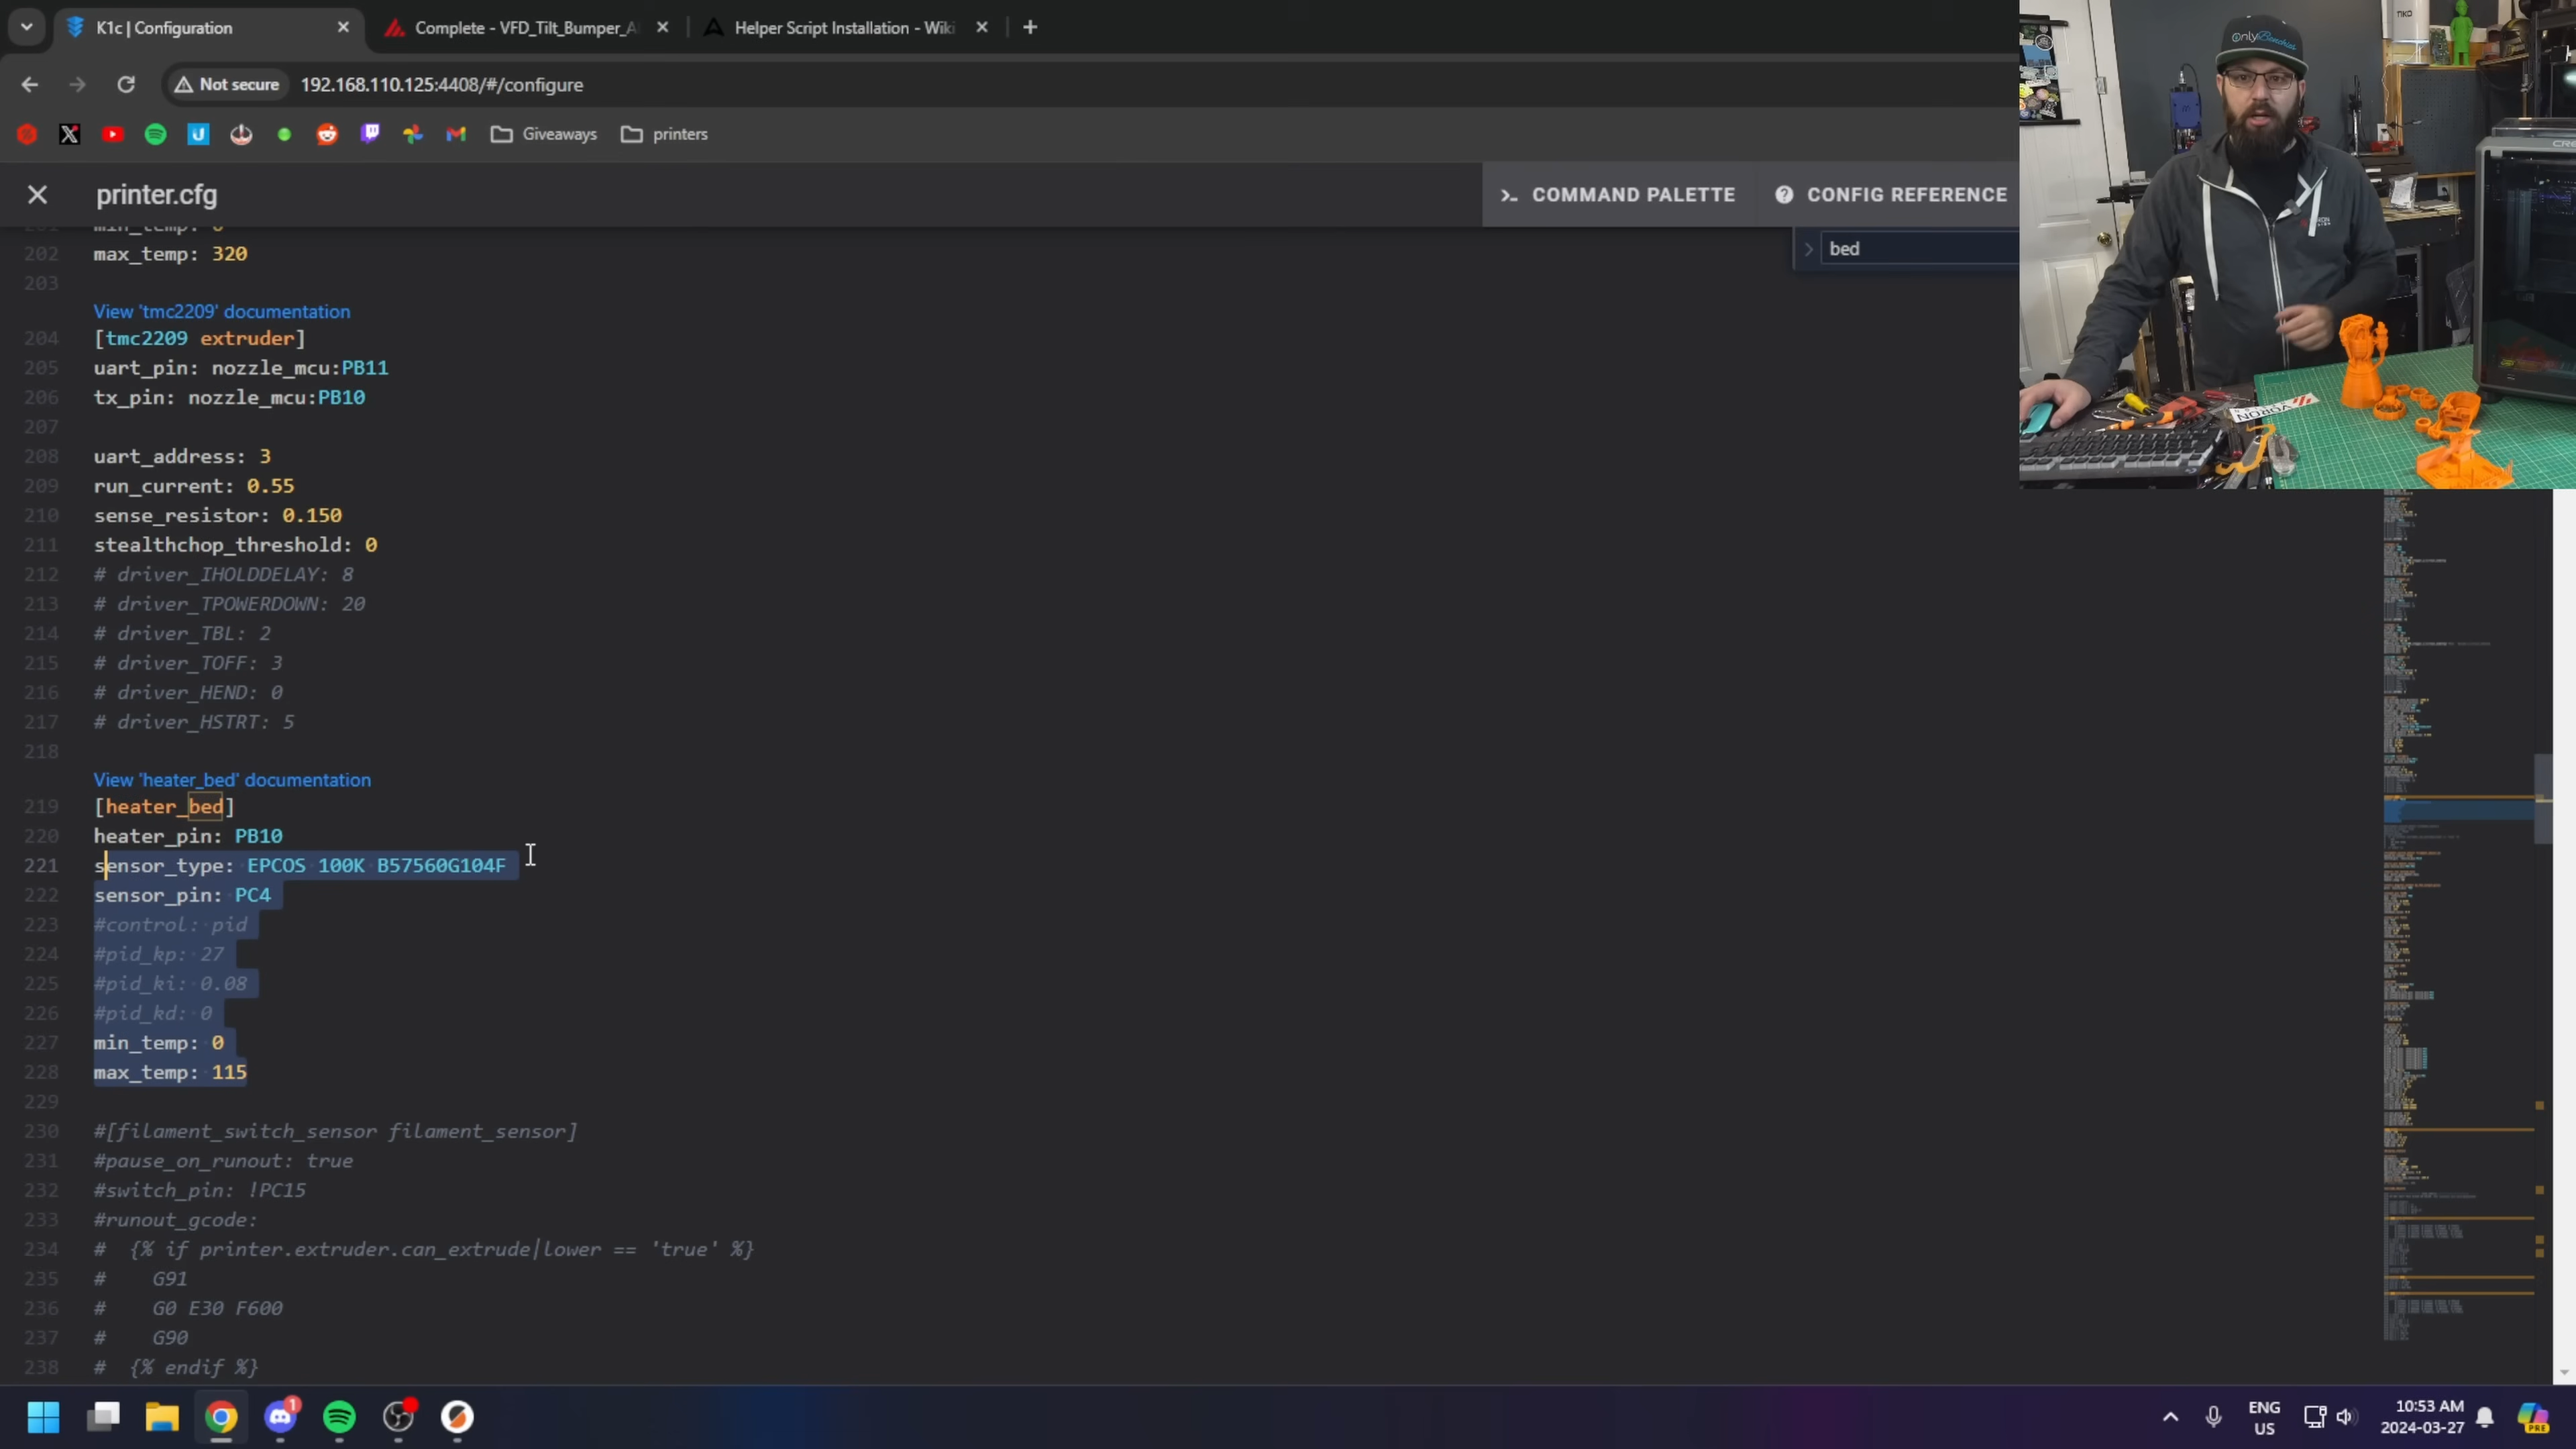 K1c | Configuration
Complete - VFD_Tilt_Bumper_A
Helper Script Installation - Wiki
Not secure
192.168.110.125:4408/#/configure
Giveaways
printers
printer.cfg
COMMAND PALETTE
CONFIG REFERENCE
bed
202 max_temp: 320
203
View 'tmc2209' documentation
204 [tmc2209 extruder]
205 uart_pin: nozzle_mcu:PB11
206 tx_pin: nozzle_mcu:PB10
207
208 uart_address: 3
209 run_current: 0.55
210 sense_resistor: 0.150
211 stealthchop_threshold: 0
212 # driver_IHOLDDELAY: 8
213 # driver_TPOWERDOWN: 20
214 # driver_TBL: 2
215 # driver_TOFF: 3
216 # driver_HEND: 0
217 # driver_HSTRT: 5
218
View 'heater_bed' documentation
219 [heater_bed]
220 heater_pin: PB10
221 sensor_type: EPCOS 100K B57560G104F
222 sensor_pin: PC4
223 #control: pid
224 #pid_kp: 27
225 #pid_ki: 0.08
226 #pid_kd: 0
227 min_temp: 0
228 max_temp: 115
229
230 #[filament_switch_sensor filament_sensor]
231 #pause_on_runout: true
232 #switch_pin: !PC15
233 #runout_gcode:
234 # {% if printer.extruder.can_extrude|lower == 'true' %}
235 # G91
236 # G0 E30 F600
237 # G90
238 # {% endif %}
onlyBenchies
TIKO
VORON
1
ENG
US
10:53 AM
2024-03-27
PRE